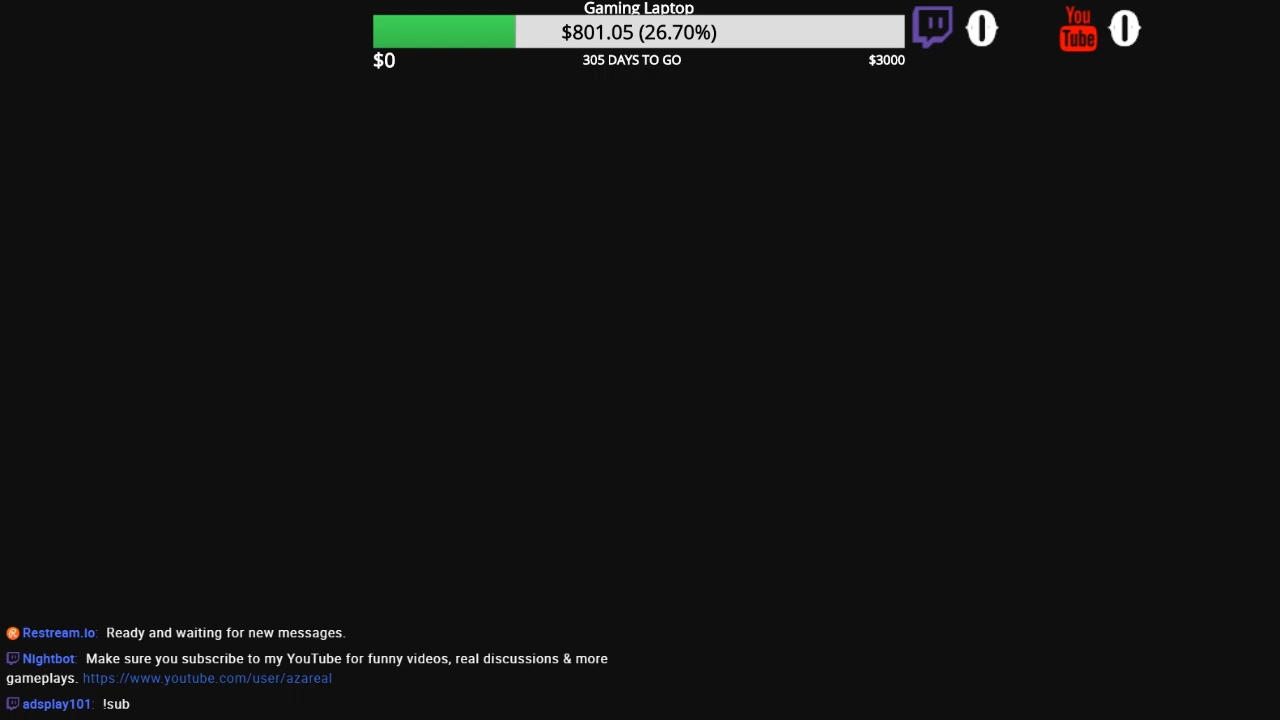 Gaming Laptop
$801.05 (26.70%)
$0 305 DAYS TO GO $3000
0
You
Tube
0
Restream.io: Ready and waiting for new messages.
Nightbot: Make sure you subscribe to my YouTube for funny videos, real discussions & more
gameplays. https://www.youtube.com/user/azareal
adsplay101: !sub